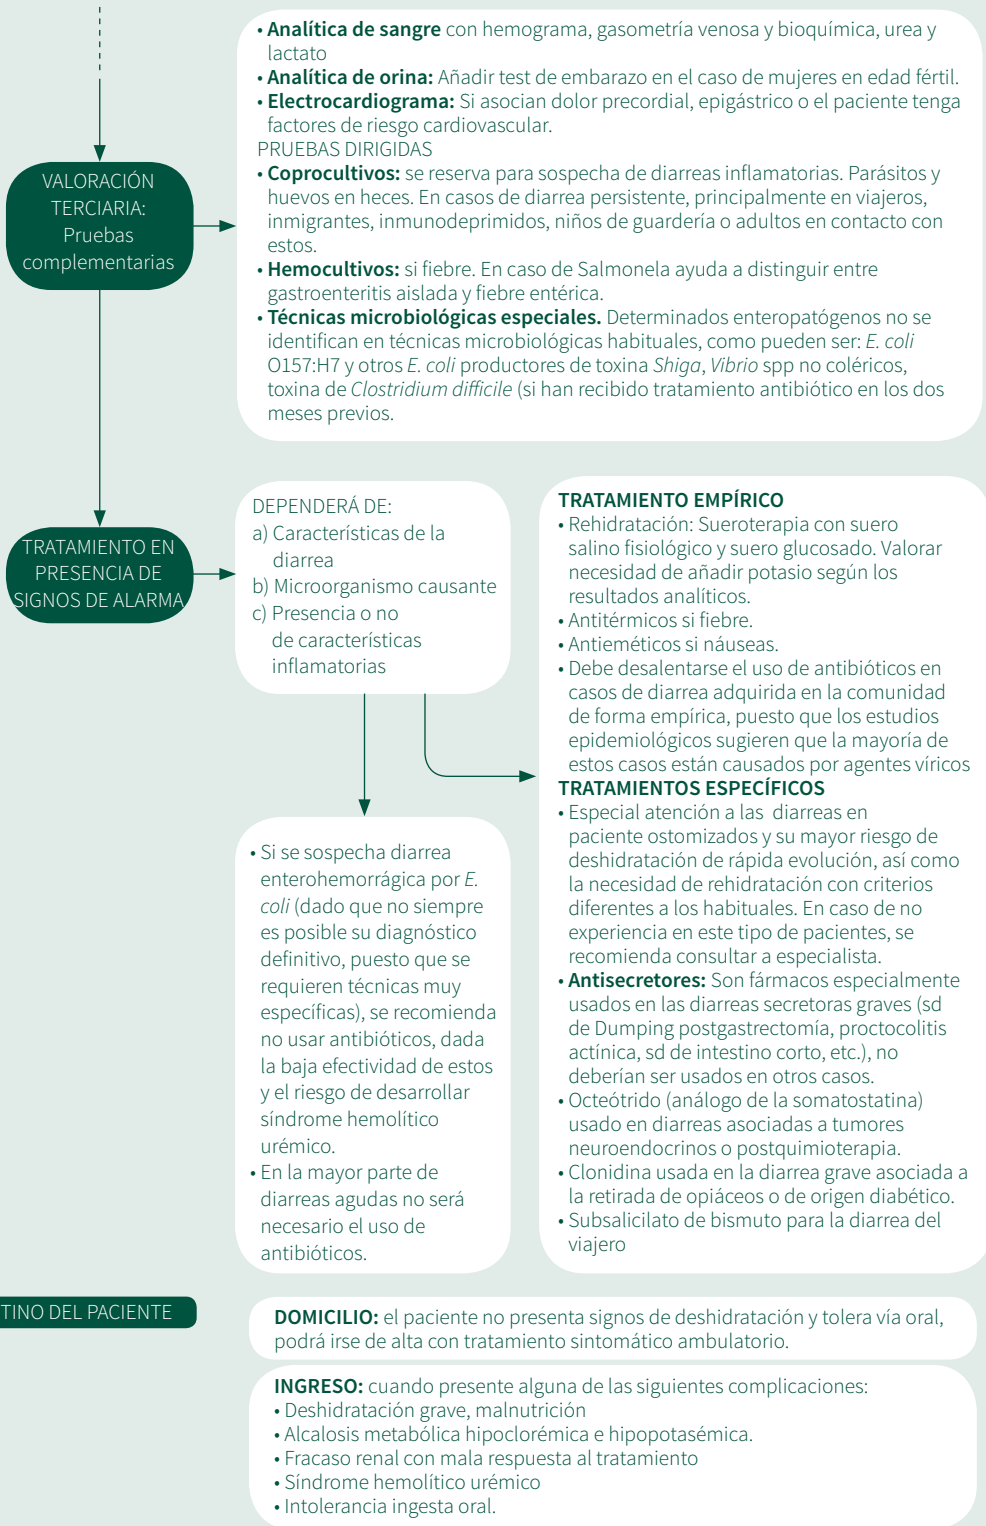 • Analítica de sangre con hemograma, gasometría venosa y bioquímica, urea y
lactato
• Analítica de orina: Añadir test de embarazo en el caso de mujeres en edad fértil.
• Electrocardiograma: Si asocian dolor precordial, epigástrico o el paciente tenga
factores de riesgo cardiovascular.
PRUEBAS DIRIGIDAS
• Coprocultivos: se reserva para sospecha de diarreas inflamatorias. Parásitos y
huevos en heces. En casos de diarrea persistente, principalmente en viajeros,
inmigrantes, inmunodeprimidos, niños de guardería o adultos en contacto con
estos.
• Hemocultivos: si fiebre. En caso de Salmonela ayuda a distinguir entre
gastroenteritis aislada y fiebre entérica.
• Técnicas microbiológicas especiales. Determinados enteropatógenos no se
identifican en técnicas microbiológicas habituales, como pueden ser: E. coli
O157:H7 y otros E. coli productores de toxina Shiga, Vibrio spp no coléricos,
toxina de Clostridium difficile (si han recibido tratamiento antibiótico en los dos
meses previos.
VALORACIÓN
TERCIARIA:
Pruebas
complementarias
TRATAMIENTO EN
PRESENCIA DE
SIGNOS DE ALARMA
DEPENDERÁ DE:
a) Características de la
diarrea
b) Microorganismo causante
c) Presencia o no
de características
inflamatorias
• Si se sospecha diarrea
enterohemorrágica por E.
coli (dado que no siempre
es posible su diagnóstico
definitivo, puesto que se
requieren técnicas muy
específicas), se recomienda
no usar antibióticos, dada
la baja efectividad de estos
y el riesgo de desarrollar
síndrome hemolítico
urémico.
• En la mayor parte de
diarreas agudas no será
necesario el uso de
antibióticos.
TRATAMIENTO EMPÍRICO
• Rehidratación: Sueroterapia con suero
salino fisiológico y suero glucosado. Valorar
necesidad de añadir potasio según los
resultados analíticos.
• Antitérmicos si fiebre.
• Antieméticos si náuseas.
• Debe desalentarse el uso de antibióticos en
casos de diarrea adquirida en la comunidad
de forma empírica, puesto que los estudios
epidemiológicos sugieren que la mayoría de
estos casos están causados por agentes víricos
TRATAMIENTOS ESPECÍFICOS
• Especial atención a las diarreas en
paciente ostomizados y su mayor riesgo de
deshidratación de rápida evolución, así como
la necesidad de rehidratación con criterios
diferentes a los habituales. En caso de no
experiencia en este tipo de pacientes, se
recomienda consultar a especialista.
• Antisecretores: Son fármacos especialmente
usados en las diarreas secretoras graves (sd
de Dumping postgastrectomía, proctocolitis
actínica, sd de intestino corto, etc.), no
deberían ser usados en otros casos.
• Octeótrido (análogo de la somatostatina)
usado en diarreas asociadas a tumores
neuroendocrinos o postquimioterapia.
• Clonidina usada en la diarrea grave asociada a
la retirada de opiáceos o de origen diabético.
• Subsalicilato de bismuto para la diarrea del
viajero
TINO DEL PACIENTE
DOMICILIO: el paciente no presenta signos de deshidratación y tolera vía oral,
podrá irse de alta con tratamiento sintomático ambulatorio.
INGRESO: cuando presente alguna de las siguientes complicaciones:
• Deshidratación grave, malnutrición
• Alcalosis metabólica hipoclorémica e hipopotasémica.
• Fracaso renal con mala respuesta al tratamiento
• Síndrome hemolítico urémico
• Intolerancia ingesta oral.